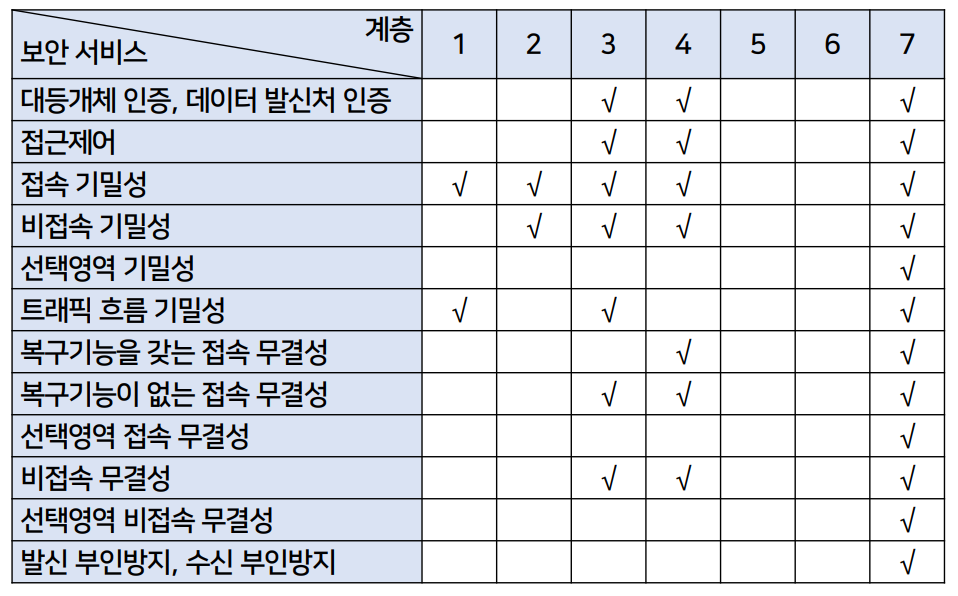 계층
보안 서비스 1 2 3 4 5 6 7
대등개체 인증, 데이터 발신처 인증 √ √ √
접근제어 √ √ √
접속 기밀성 √ √ √ √ √
비접속 기밀성 √ √ √ √
선택영역 기밀성 √
트래픽 흐름 기밀성 √ √ √
복구기능을 갖는 접속 무결성 √ √
복구기능이 없는 접속 무결성 √ √ √
선택영역 접속 무결성 √
비접속 무결성 √ √ √
선택영역 비접속 무결성 √
발신 부인방지, 수신 부인방지 √